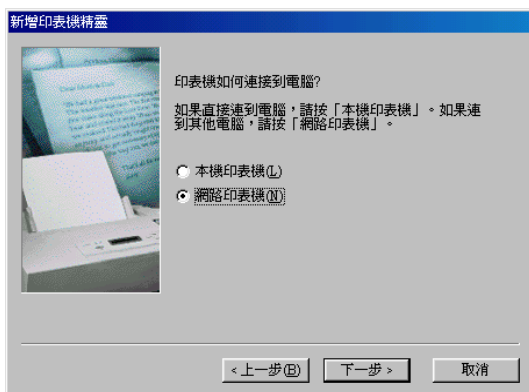 新增印表機精靈
印表機如何連接到電腦?
如果直接連到電腦，請按「本機印表機」。如果連
到其他電腦，請按「網路印表機」。
本機印表機(L)
網路印表機(N)
<上一步(B)
下一步 >
取消